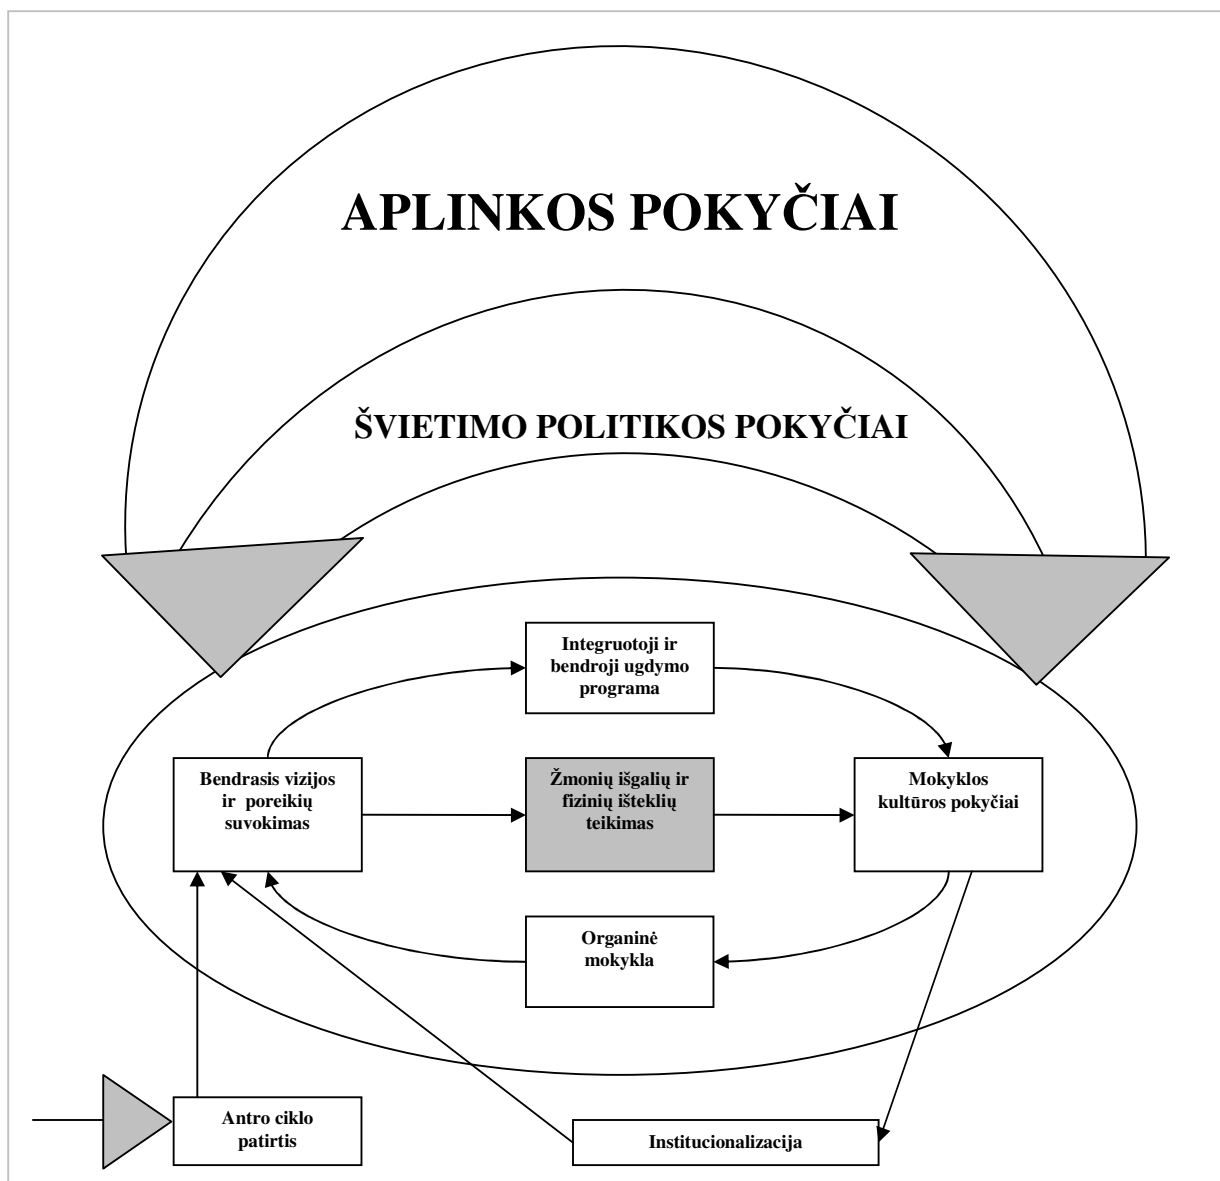 APLINKOS POKYČIAI
ŠVIETIMO POLITIKOS POKYČIAI
Integruotoji ir
bendroji ugdymo
programa
Bendrasis vizijos
ir poreikių
suvokimas
Žmonių išgalių ir
fizinių išteklių
teikimas
Mokyklos
kultūros pokyčiai
Organinė
mokykla
Antro ciklo
patirtis
Institucionalizacija